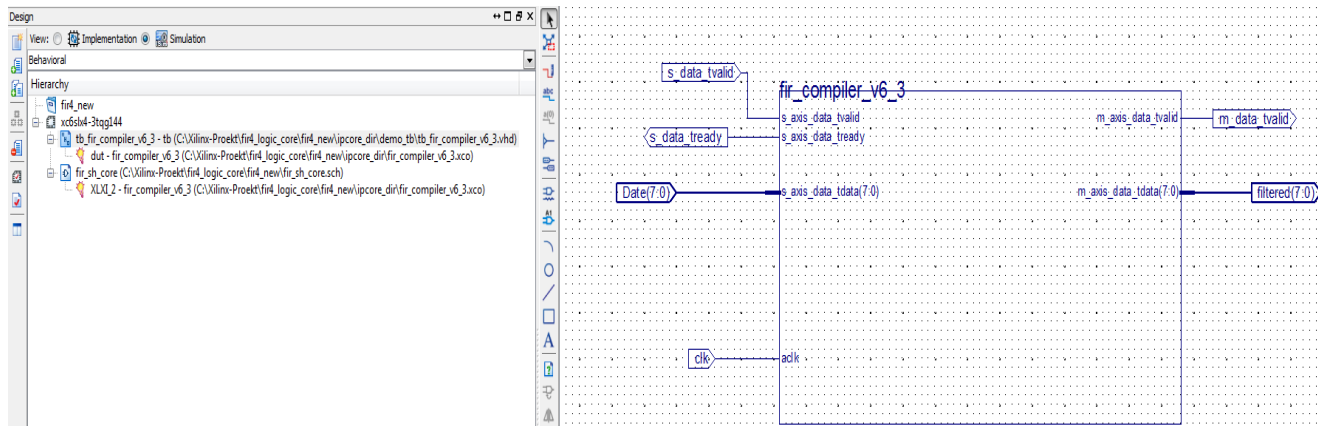 Design
View: Implementation Simulation
Behavioral
Hierarchy
fir4_new
xc6slx4-3tqg144
tb_fir_compiler_v6_3 - tb (C:\Xilinx-Proekt\fir4_logic_core\fir4_new\ipcore_dir\demo_tb\tb_fir_compiler_v6_3.vhd)
dut - fir_compiler_v6_3 (C:\Xilinx-Proekt\fir4_logic_core\fir4_new\ipcore_dir\fir_compiler_v6_3.xco)
fir_sh_core (C:\Xilinx-Proekt\fir4_logic_core\fir4_new\fir_sh_core.sch)
XLXI_2 - fir_compiler_v6_3 (C:\Xilinx-Proekt\fir4_logic_core\fir4_new\ipcore_dir\fir_compiler_v6_3.xco)
abc
A
s_data_tvalid
fir_compiler_v6_3
s_axis_data_tvalid
m_axis_data_tvalid
m_data_tvalid
s_data_tready
s_axis_data_tready
Date(7:0)
s_axis_data_tdata(7:0)
m_axis_data_tdata(7:0)
filtered(7:0)
clk
aclk